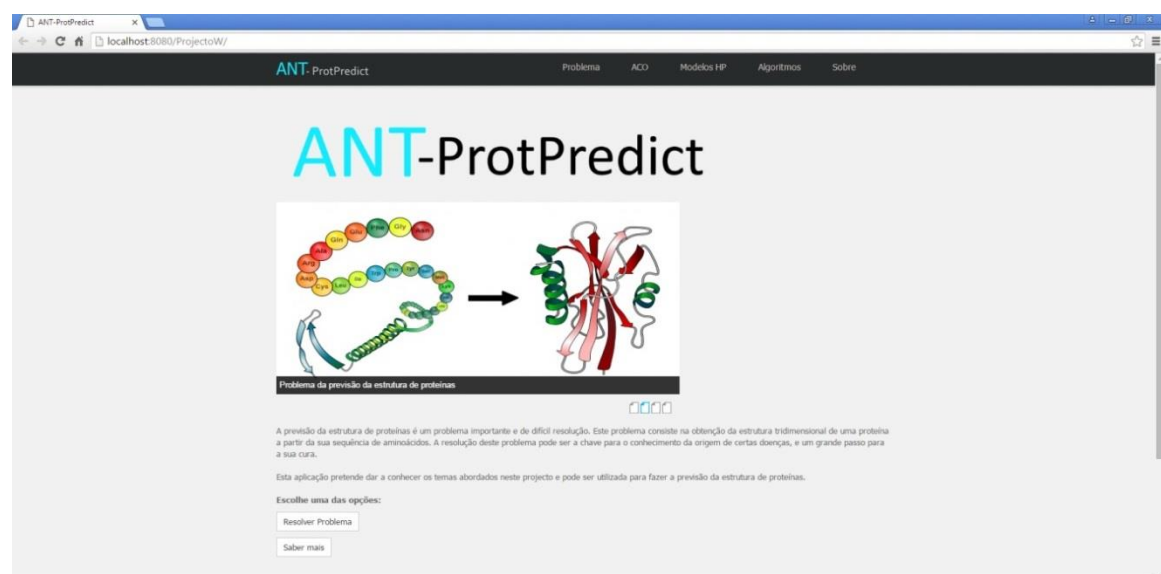 ANT-ProtPredict
localhost:8080/ProjectoW/
ANT- ProtPredict
Problema
ACO
Modelos HP
Algoritmos
Sobre
ANT-ProtPredict
Gln
Glu
Phe
Gly
Asn
Ala
Arg
Asp
Cys
Leu
Ile
Trp
Problema da previsão da estrutura de proteínas
A previsão da estrutura de proteínas é um problema importante e de difícil resolução. Este problema consiste na obtenção da estrutura tridimensional de uma proteína
a partir da sua sequência de aminoácidos. A resolução deste problema pode ser a chave para o conhecimento da origem de certas doenças, e um grande passo para
a sua cura.
Esta aplicação pretende dar a conhecer os temas abordados neste projecto e pode ser utilizada para fazer a previsão da estrutura de proteínas.
Escolhe uma das opções:
Resolver Problema
Saber mais